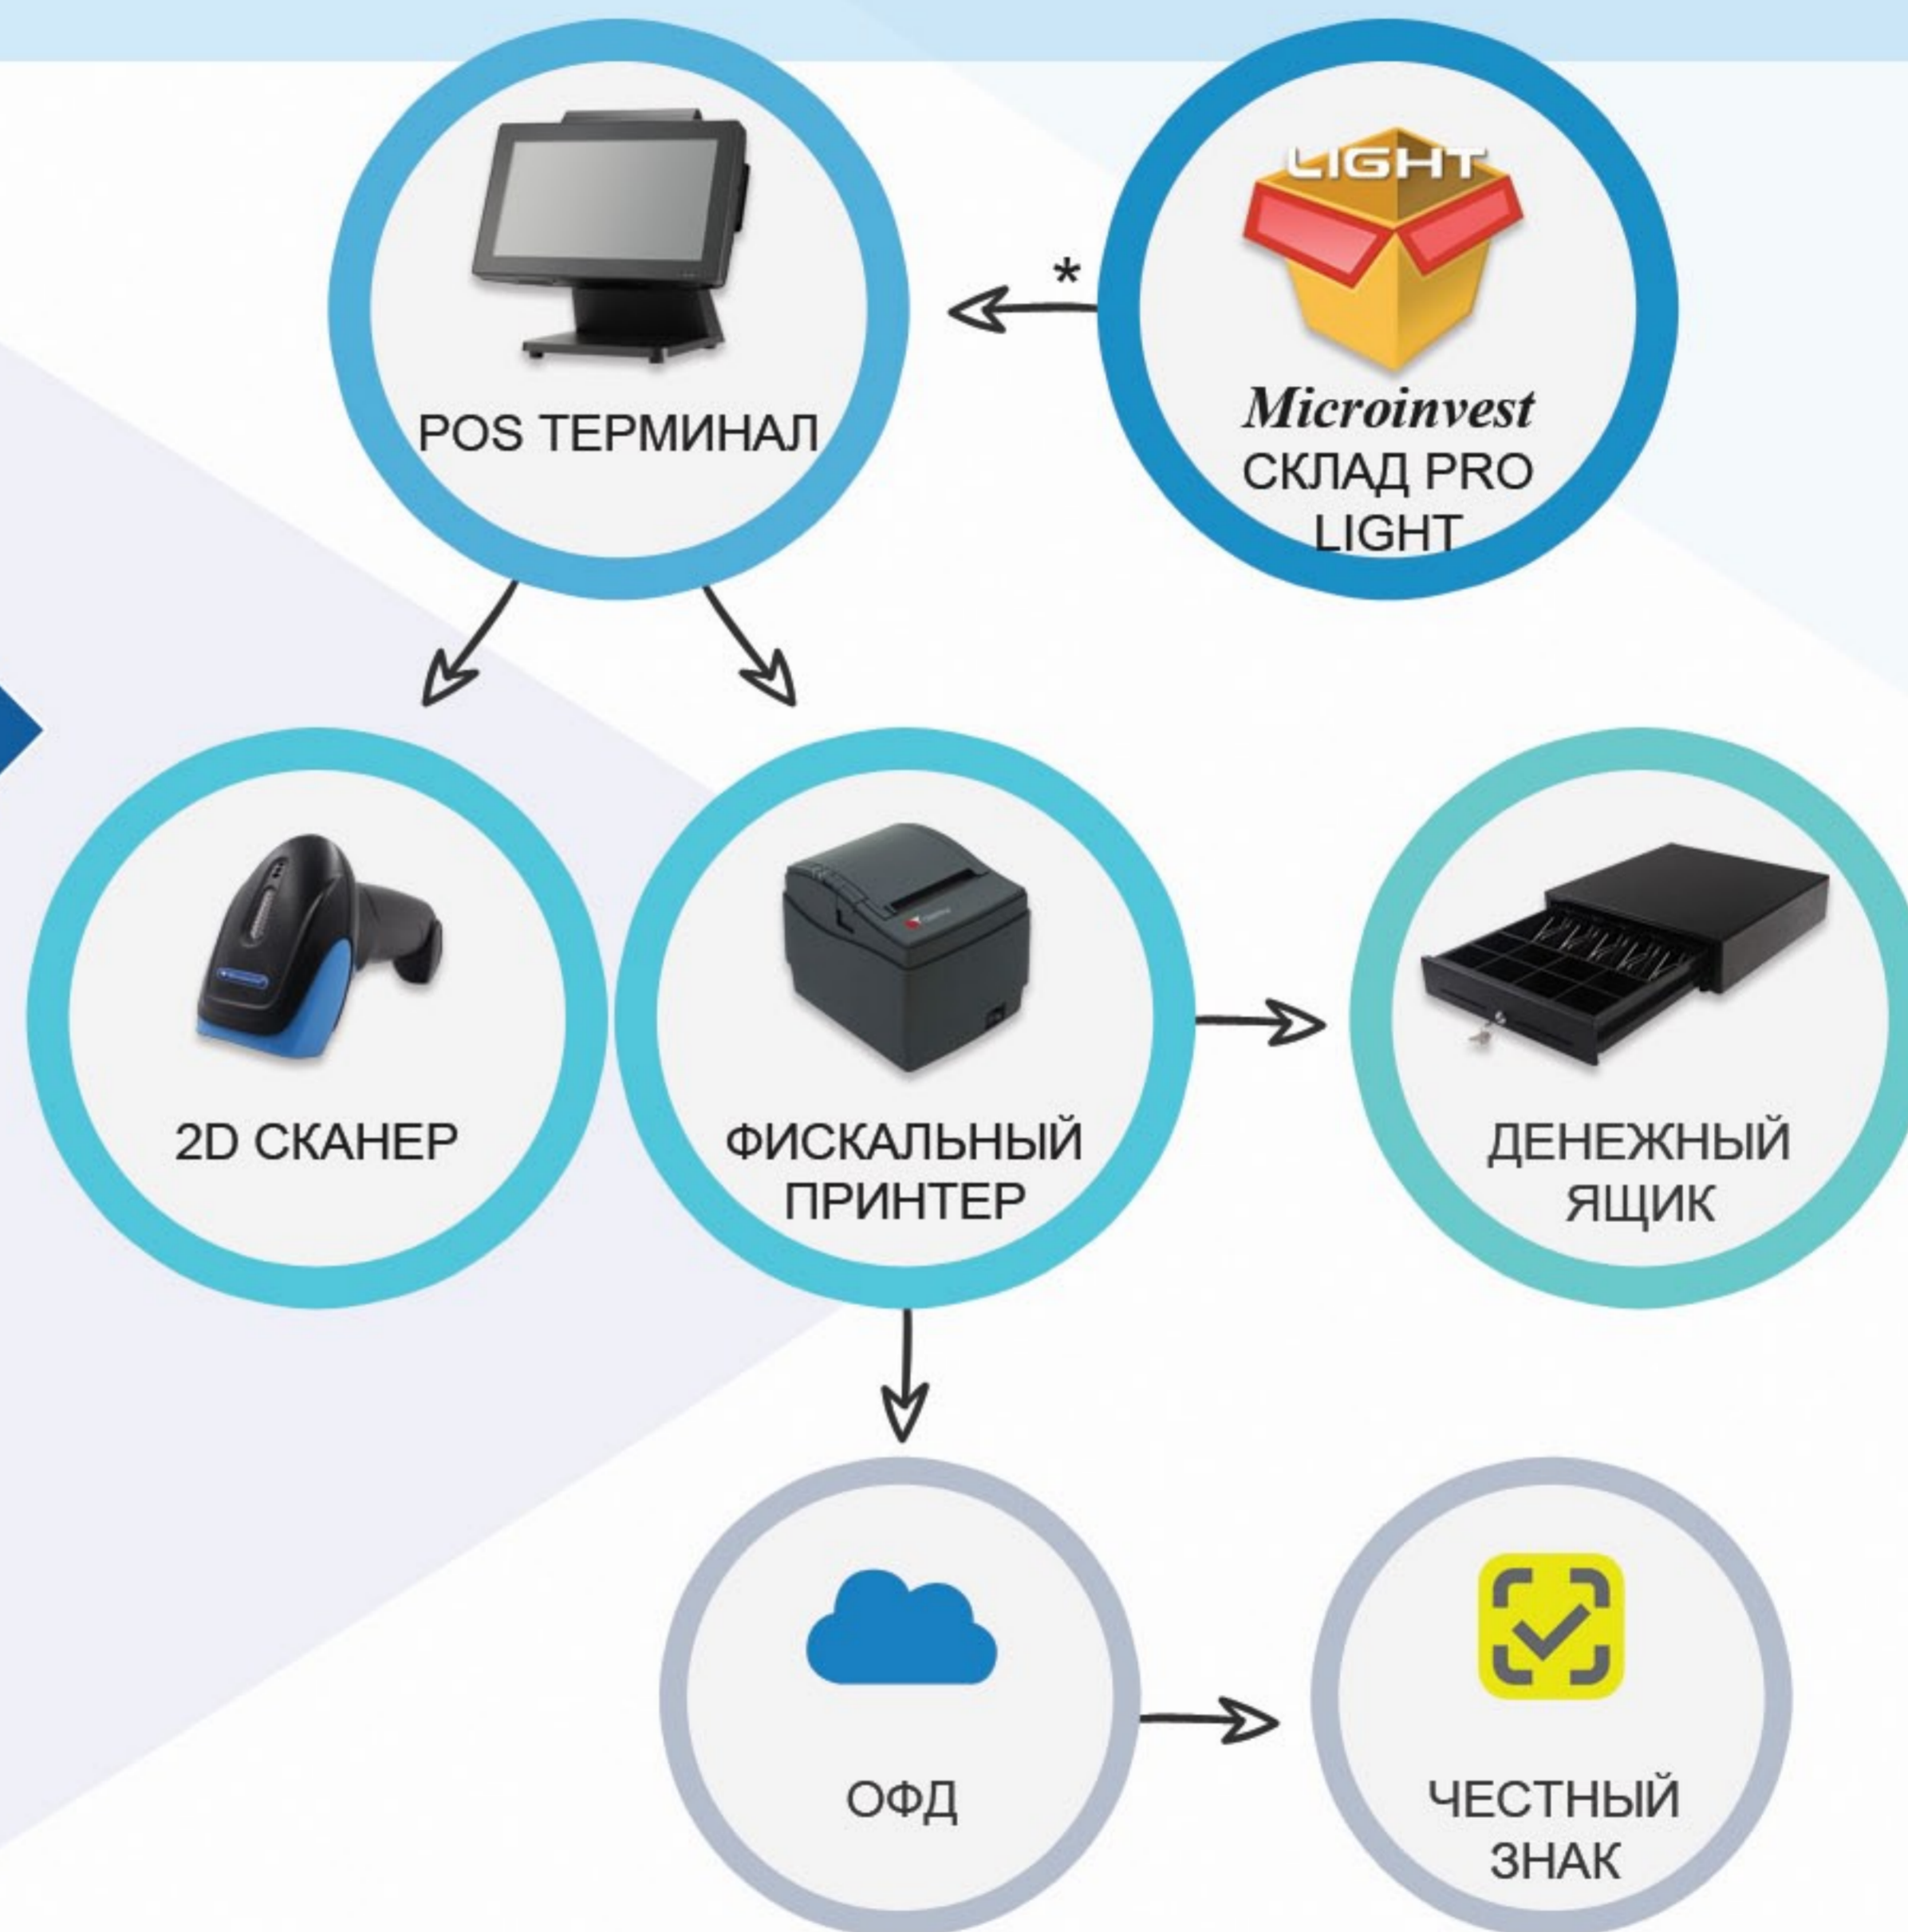 LIGHT
*
POS ТЕРМИНАЛ
Microinvest
СКЛАД PRO
LIGHT
2D СКАНЕР
ФИСКАЛЬНЫЙ
ПРИНТЕР
ДЕНЕЖНЫЙ
ЯЩИК
ОФД
ЧЕСТНЫЙ
ЗНАК